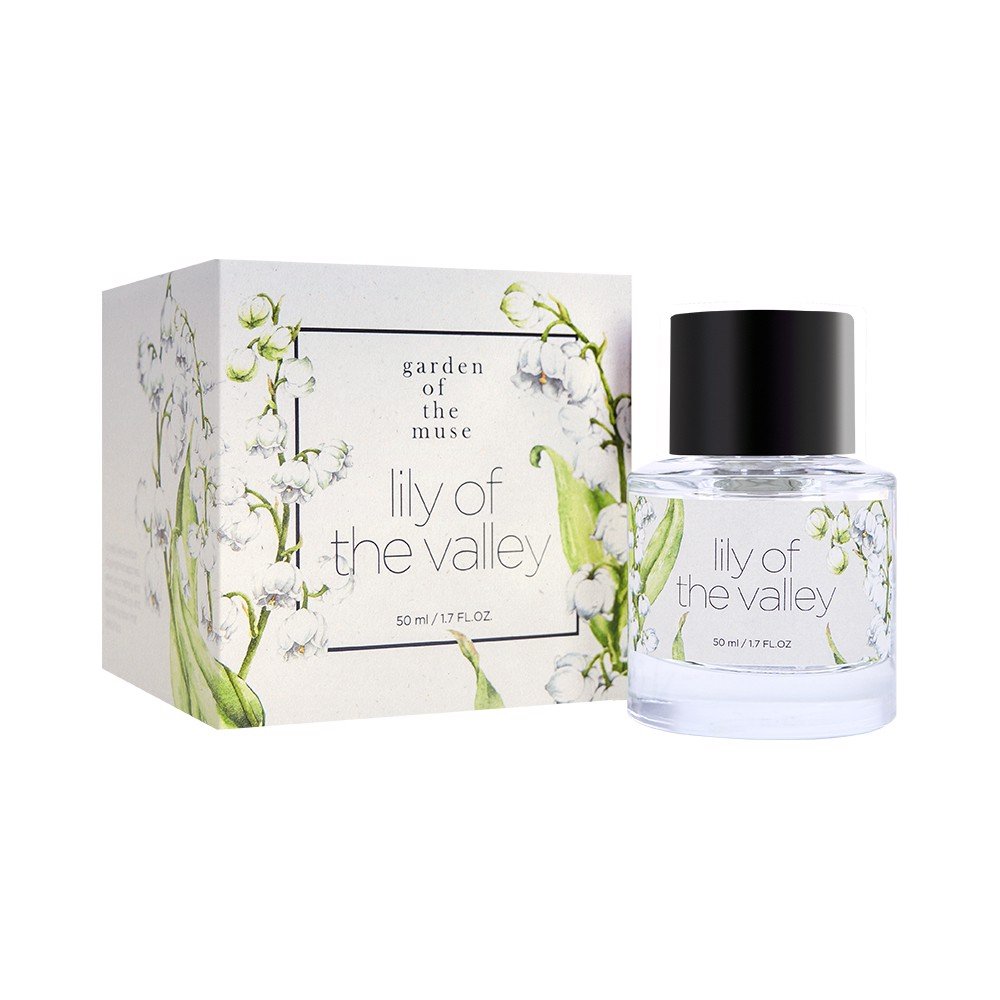 garden
of
the
muse
lily of
the valley
50 ml / 1.7 FL.OZ.
lily of
the valley
50 ml / 1.7 FL.OZ